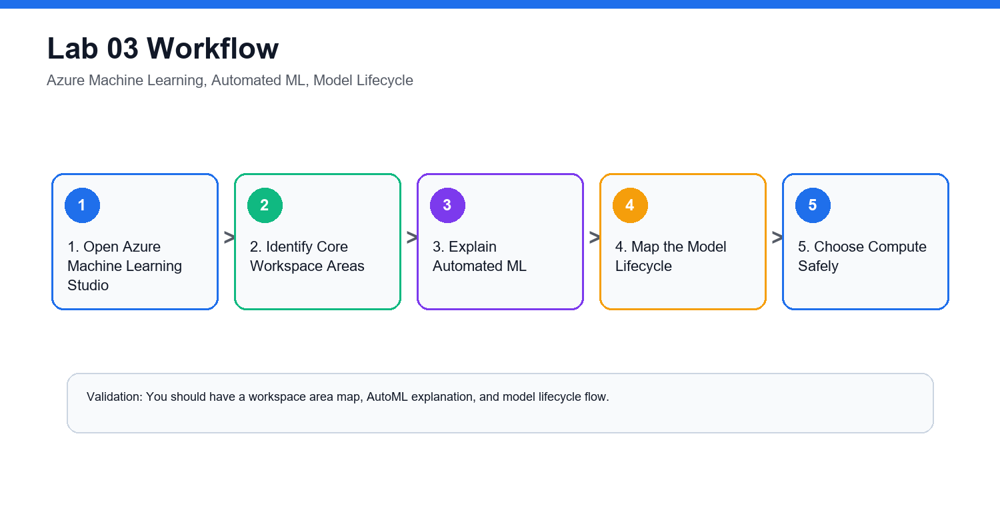 Lab 03 Workflow
Azure Machine Learning, Automated ML, Model Lifecycle
1
1. Open Azure
Machine Learning
Studio
>
2
2. Identify Core
Workspace Areas
>
3
3. Explain
Automated ML
>
4
4. Map the Model
Lifecycle
>
5
5. Choose Compute
Safely
Validation: You should have a workspace area map, AutoML explanation, and model lifecycle flow.